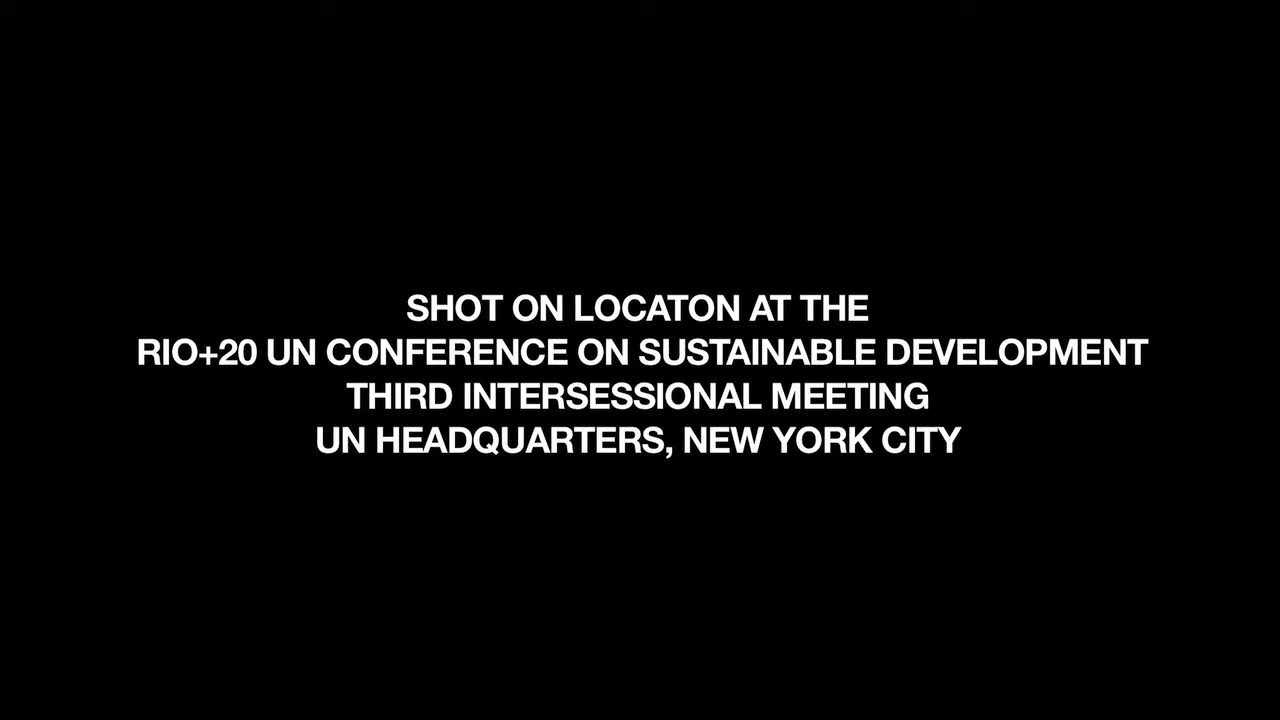 SHOT ON LOCATON AT THE
RIO+20 UN CONFERENCE ON SUSTAINABLE DEVELOPMENT
THIRD INTERSESSIONAL MEETING
UN HEADQUARTERS, NEW YORK CITY